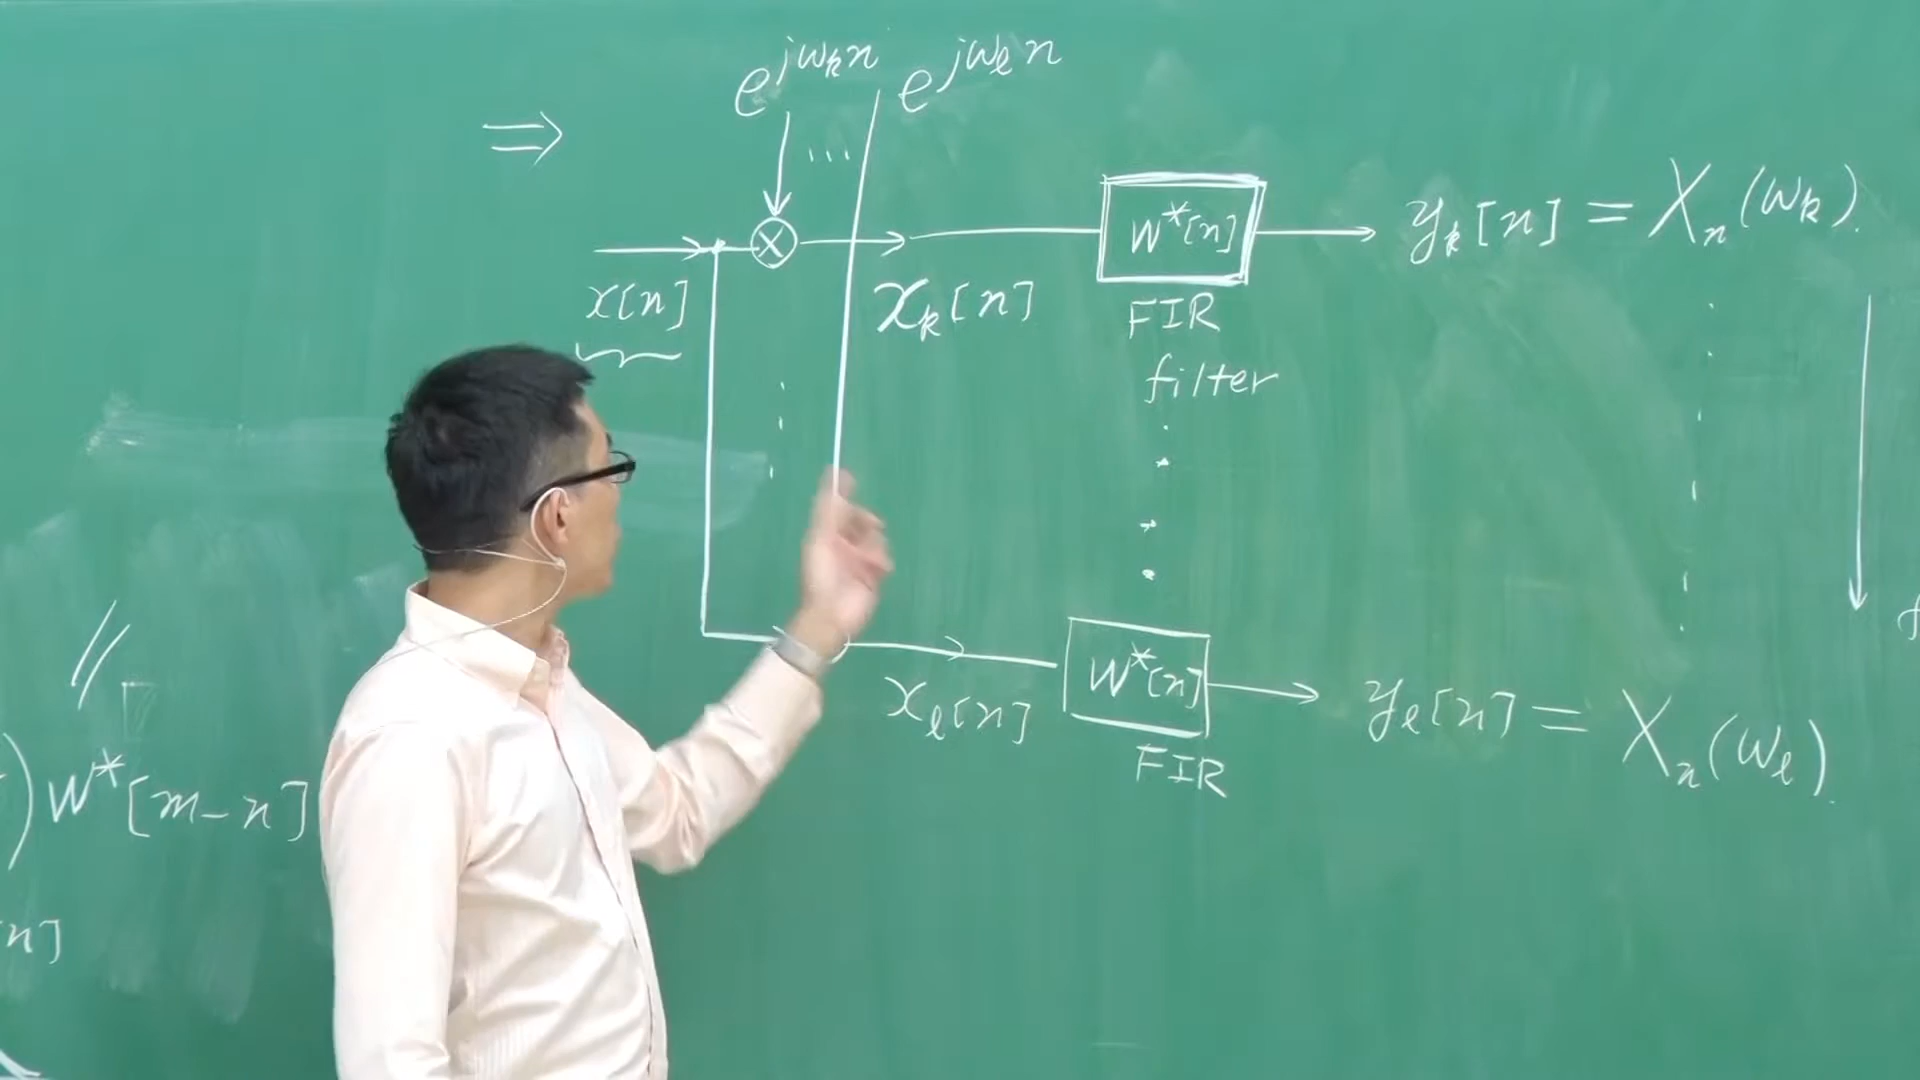 ⇒ e^{jω_k n} ... e^{jω_l n}
x[n] x_k[n] W*[n] y_k[n] = X_n(ω_k).
FIR
filter
x_l[n] W*[n] y_l[n] = X_n(ω_l).
FIR
//
)W*[m-n]
n]